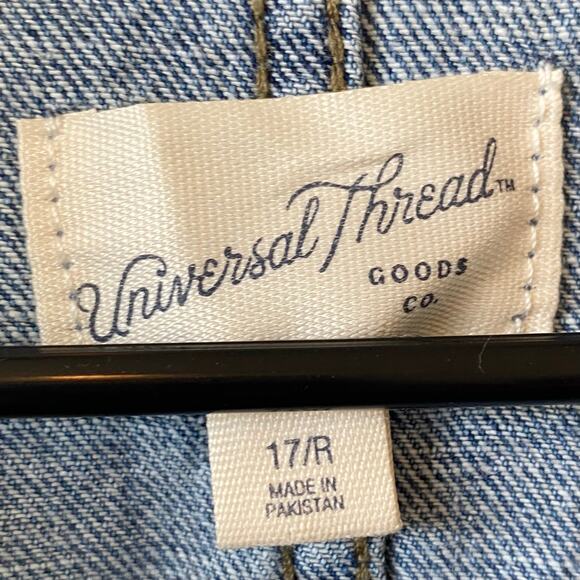 Universal Thread™
GOODS
CO.
17/R
MADE IN
PAKISTAN